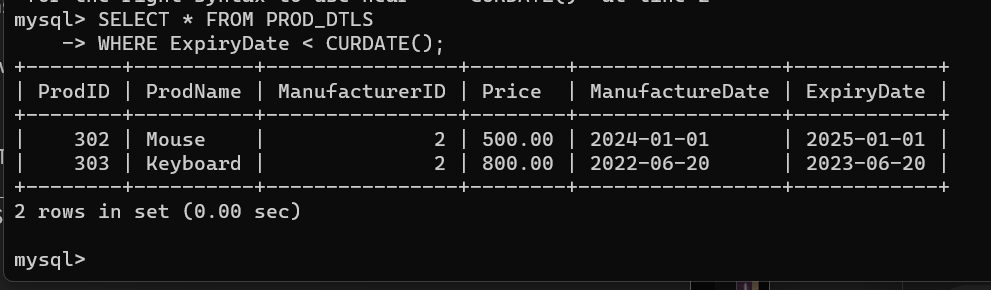 mysql> SELECT * FROM PROD_DTLS
    -> WHERE ExpiryDate < CURDATE();
+--------+----------+----------------+--------+-----------------+------------+
| ProdID | ProdName | ManufacturerID | Price  | ManufactureDate | ExpiryDate |
+--------+----------+----------------+--------+-----------------+------------+
|    302 | Mouse    |              2 | 500.00 | 2024-01-01      | 2025-01-01 |
|    303 | Keyboard |              2 | 800.00 | 2022-06-20      | 2023-06-20 |
+--------+----------+----------------+--------+-----------------+------------+
2 rows in set (0.00 sec)
mysql>